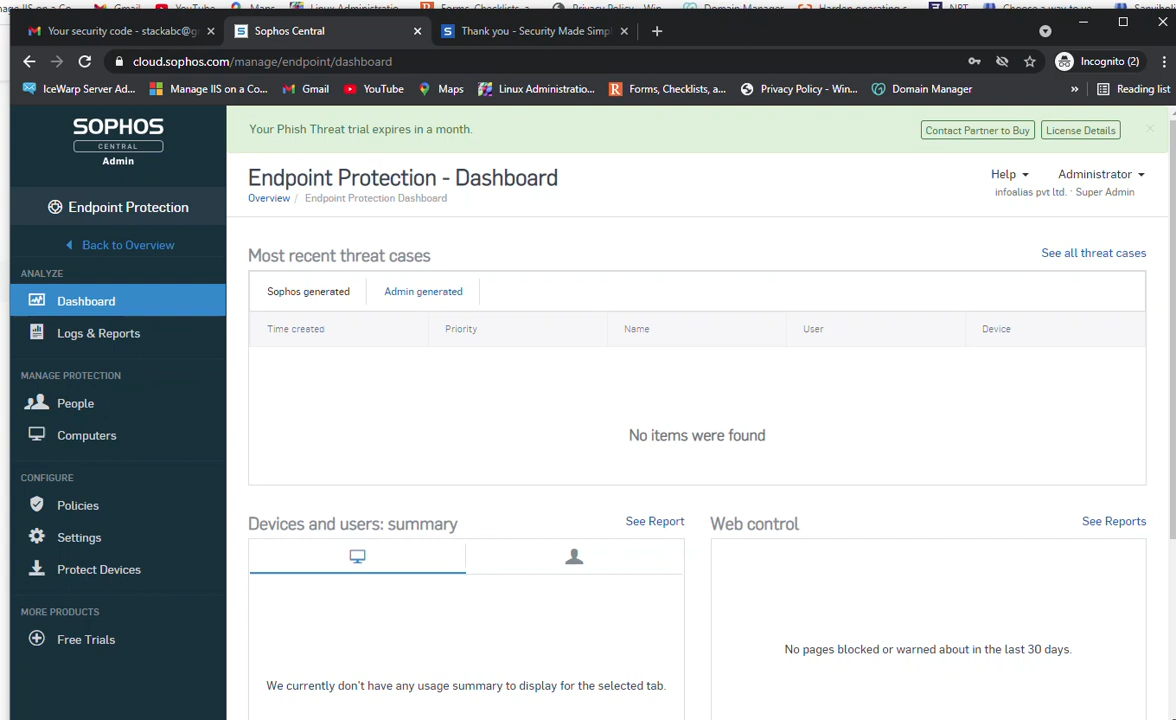 Your security code - stackabc@g
Sophos Central
Thank you - Security Made Simpl
cloud.sophos.com/manage/endpoint/dashboard
Incognito (2)
IceWarp Server Ad...
Manage IIS on a Co...
Gmail
YouTube
Maps
Linux Administratio...
Forms, Checklists, a...
Privacy Policy - Win...
Domain Manager
»
Reading list
SOPHOS
CENTRAL
Admin
Endpoint Protection
Back to Overview
ANALYZE
Dashboard
Logs & Reports
MANAGE PROTECTION
People
Computers
CONFIGURE
Policies
Settings
Protect Devices
MORE PRODUCTS
Free Trials
Your Phish Threat trial expires in a month.
Contact Partner to Buy
License Details
Endpoint Protection - Dashboard
Overview / Endpoint Protection Dashboard
Help
Administrator
infoalias pvt ltd. · Super Admin
Most recent threat cases
See all threat cases
Sophos generated
Admin generated
Time created
Priority
Name
User
Device
No items were found
Devices and users: summary
See Report
We currently don't have any usage summary to display for the selected tab.
Web control
See Reports
No pages blocked or warned about in the last 30 days.